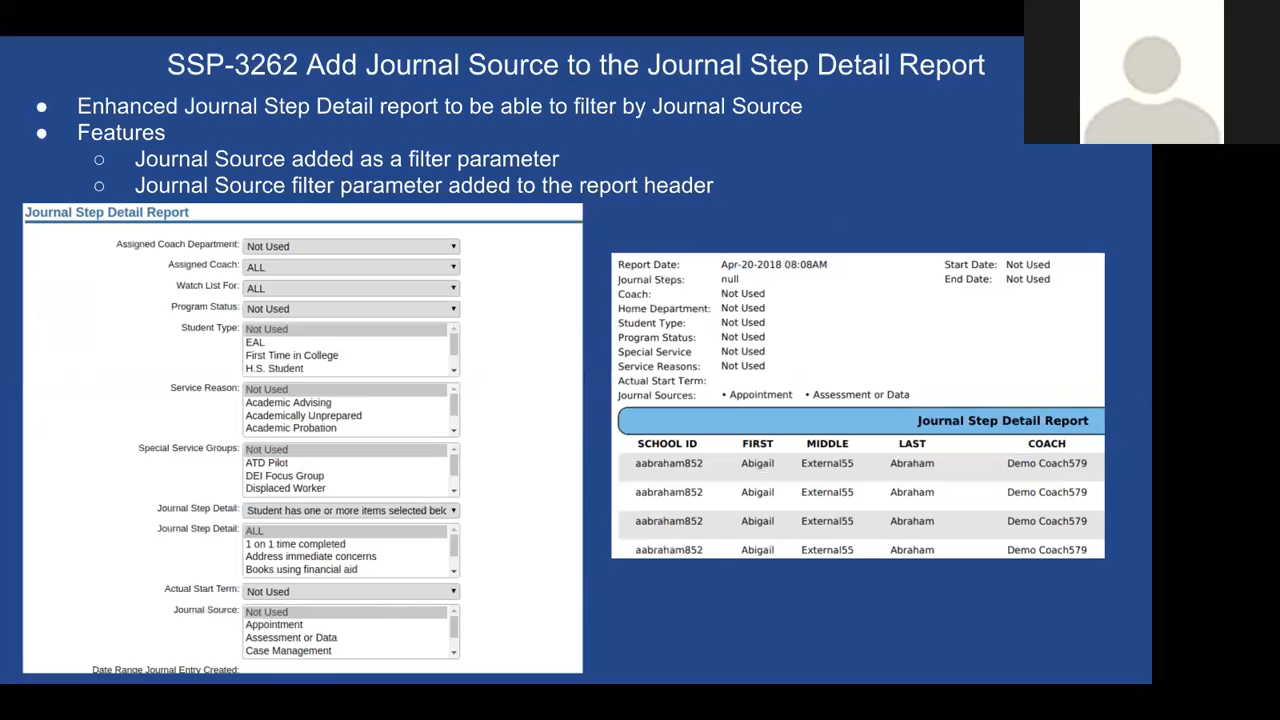 SSP-3262 Add Journal Source to the Journal Step Detail Report
● Enhanced Journal Step Detail report to be able to filter by Journal Source
● Features
○ Journal Source added as a filter parameter
○ Journal Source filter parameter added to the report header
Journal Step Detail Report
Assigned Coach Department: Not Used
Assigned Coach: ALL
Watch List For: ALL
Program Status: Not Used
Student Type: Not Used
EAL
First Time in College
H.S. Student
Service Reason: Not Used
Academic Advising
Academically Unprepared
Academic Probation
Special Service Groups: Not Used
ATD Pilot
DEI Focus Group
Displaced Worker
Journal Step Detail: Student has one or more items selected belo
Journal Step Detail: ALL
1 on 1 time completed
Address immediate concerns
Books using financial aid
Actual Start Term: Not Used
Journal Source: Not Used
Appointment
Assessment or Data
Case Management
Date Range Journal Entry Created:
Report Date: Apr-20-2018 08:08AM Start Date: Not Used
Journal Steps: null End Date: Not Used
Coach: Not Used
Home Department: Not Used
Student Type: Not Used
Program Status: Not Used
Special Service Not Used
Service Reasons: Not Used
Actual Start Term:
Journal Sources: • Appointment • Assessment or Data
Journal Step Detail Report
SCHOOL ID FIRST MIDDLE LAST COACH
aabraham852 Abigail External55 Abraham Demo Coach579
aabraham852 Abigail External55 Abraham Demo Coach579
aabraham852 Abigail External55 Abraham Demo Coach579
aabraham852 Abigail External55 Abraham Demo Coach579